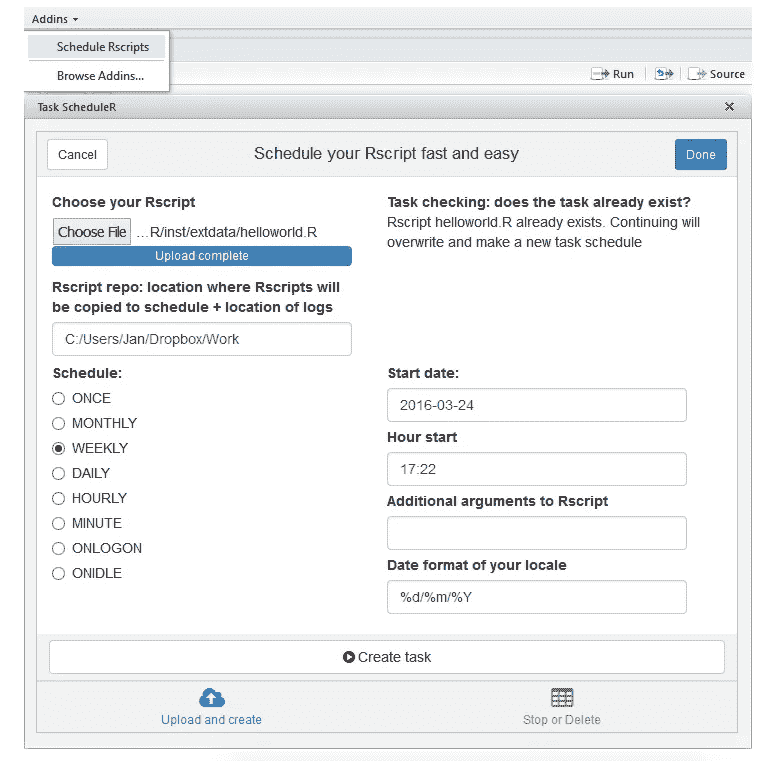 Addins
Schedule Rscripts
Browse Addins...
Run
Source
Task ScheduleR
Cancel
Schedule your Rscript fast and easy
Done
Choose your Rscript
Choose File ...R/inst/extdata/helloworld.R
Upload complete
Rscript repo: location where Rscripts will
be copied to schedule + location of logs
C:/Users/Jan/Dropbox/Work
Task checking: does the task already exist?
Rscript helloworld.R already exists. Continuing will
overwrite and make a new task schedule
Schedule:
ONCE
MONTHLY
WEEKLY
DAILY
HOURLY
MINUTE
ONLOGON
ONIDLE
Start date:
2016-03-24
Hour start
17:22
Additional arguments to Rscript
Date format of your locale
%d/%m/%Y
Create task
Upload and create
Stop or Delete